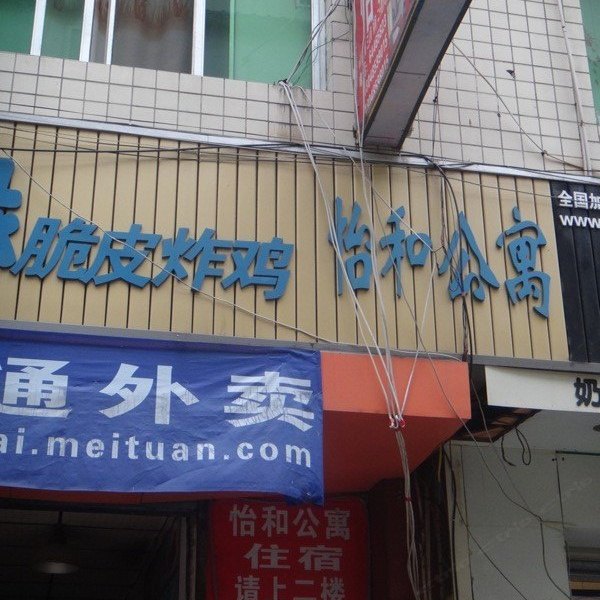 脆皮炸鸡
怡和公寓
全国加
www.
通外卖
ai.meituan.com
奶
怡和公寓
住宿
请上二楼